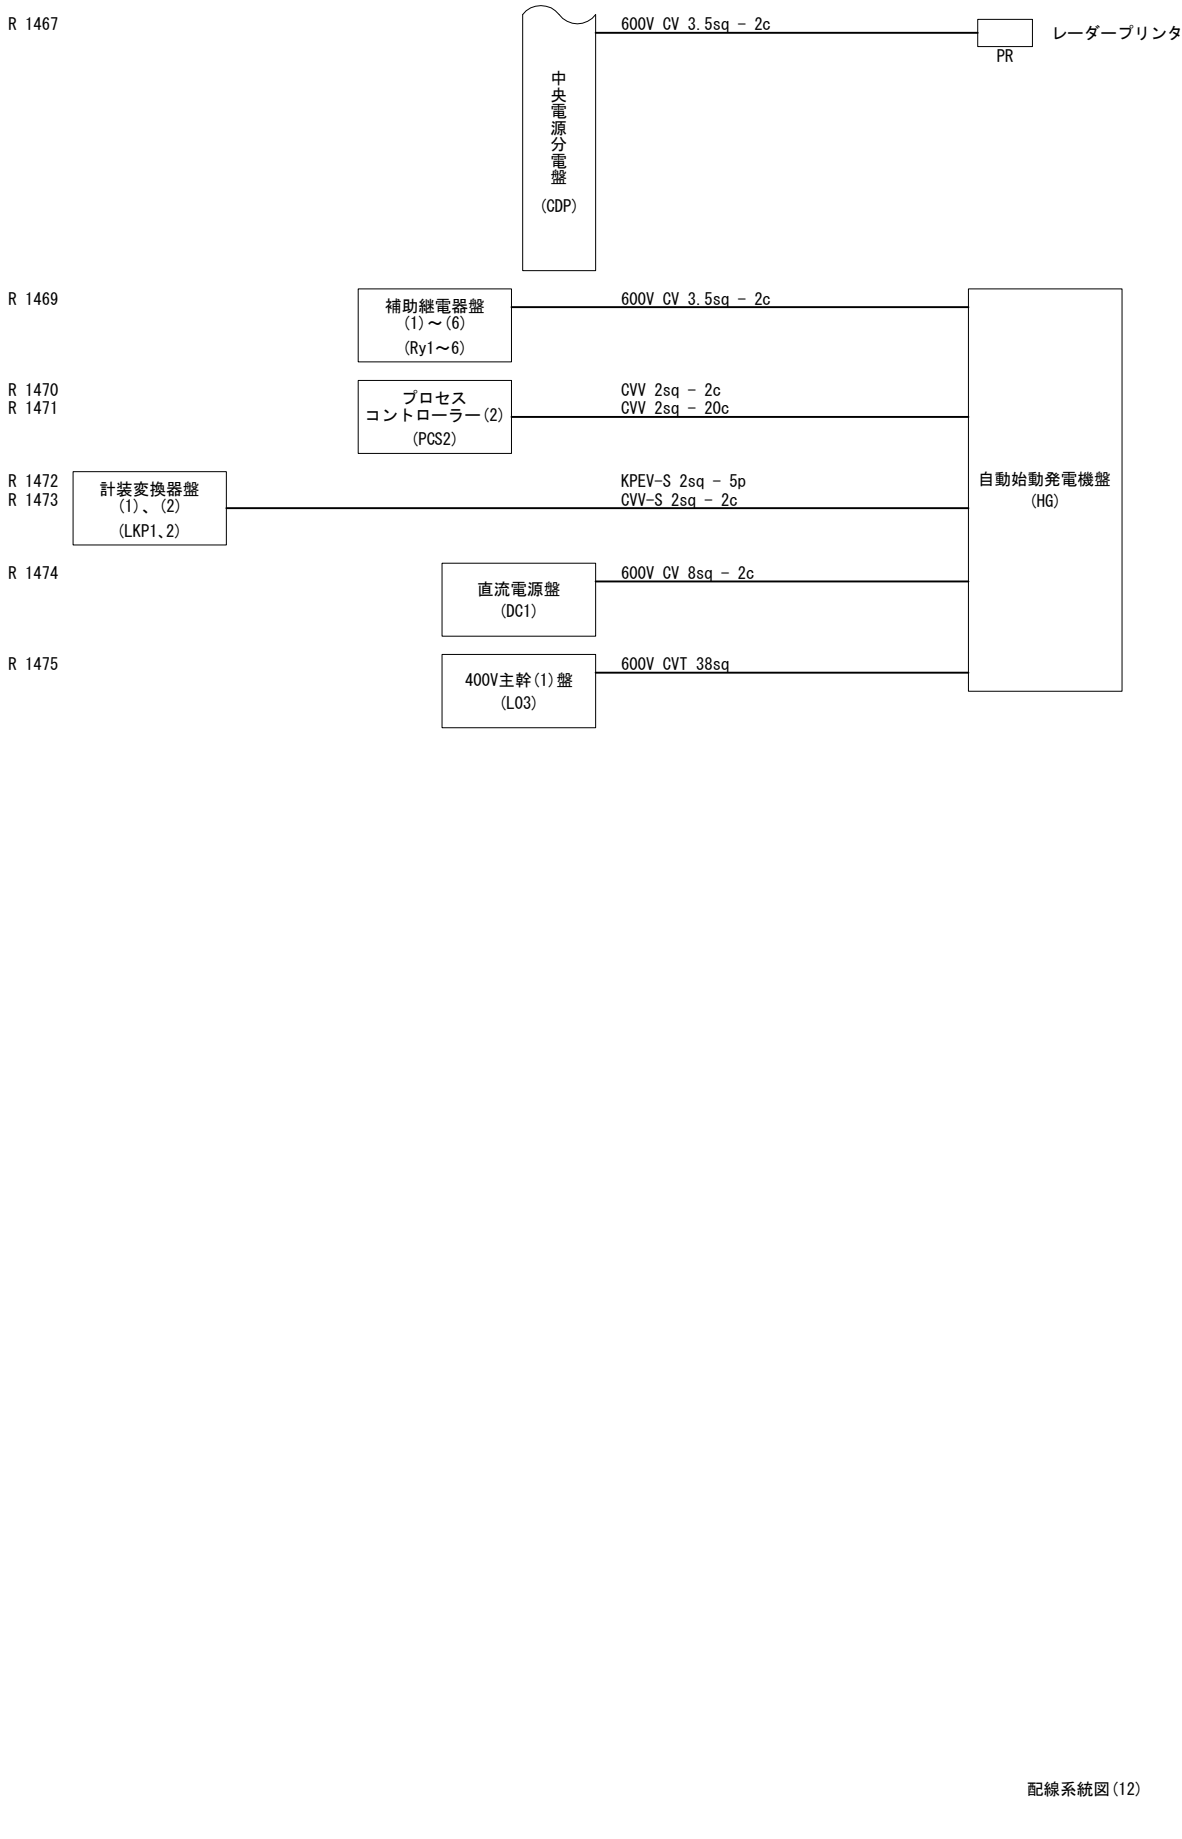 R 1467
600V CV 3.5sq - 2c
レーダープリンタ
PR
中央電源分電盤
(CDP)
R 1469
補助継電器盤
(1)~(6)
(Ry1~6)
600V CV 3.5sq - 2c
R 1470
R 1471
プロセス
コントローラー(2)
(PCS2)
CVV 2sq - 2c
CVV 2sq - 20c
R 1472
R 1473
計装変換器盤
(1)、(2)
(LKP1、2)
KPEV-S 2sq - 5p
CVV-S 2sq - 2c
自動始動発電機盤
(HG)
R 1474
直流電源盤
(DC1)
600V CV 8sq - 2c
R 1475
400V主幹(1)盤
(L03)
600V CVT 38sq
配線系統図(12)